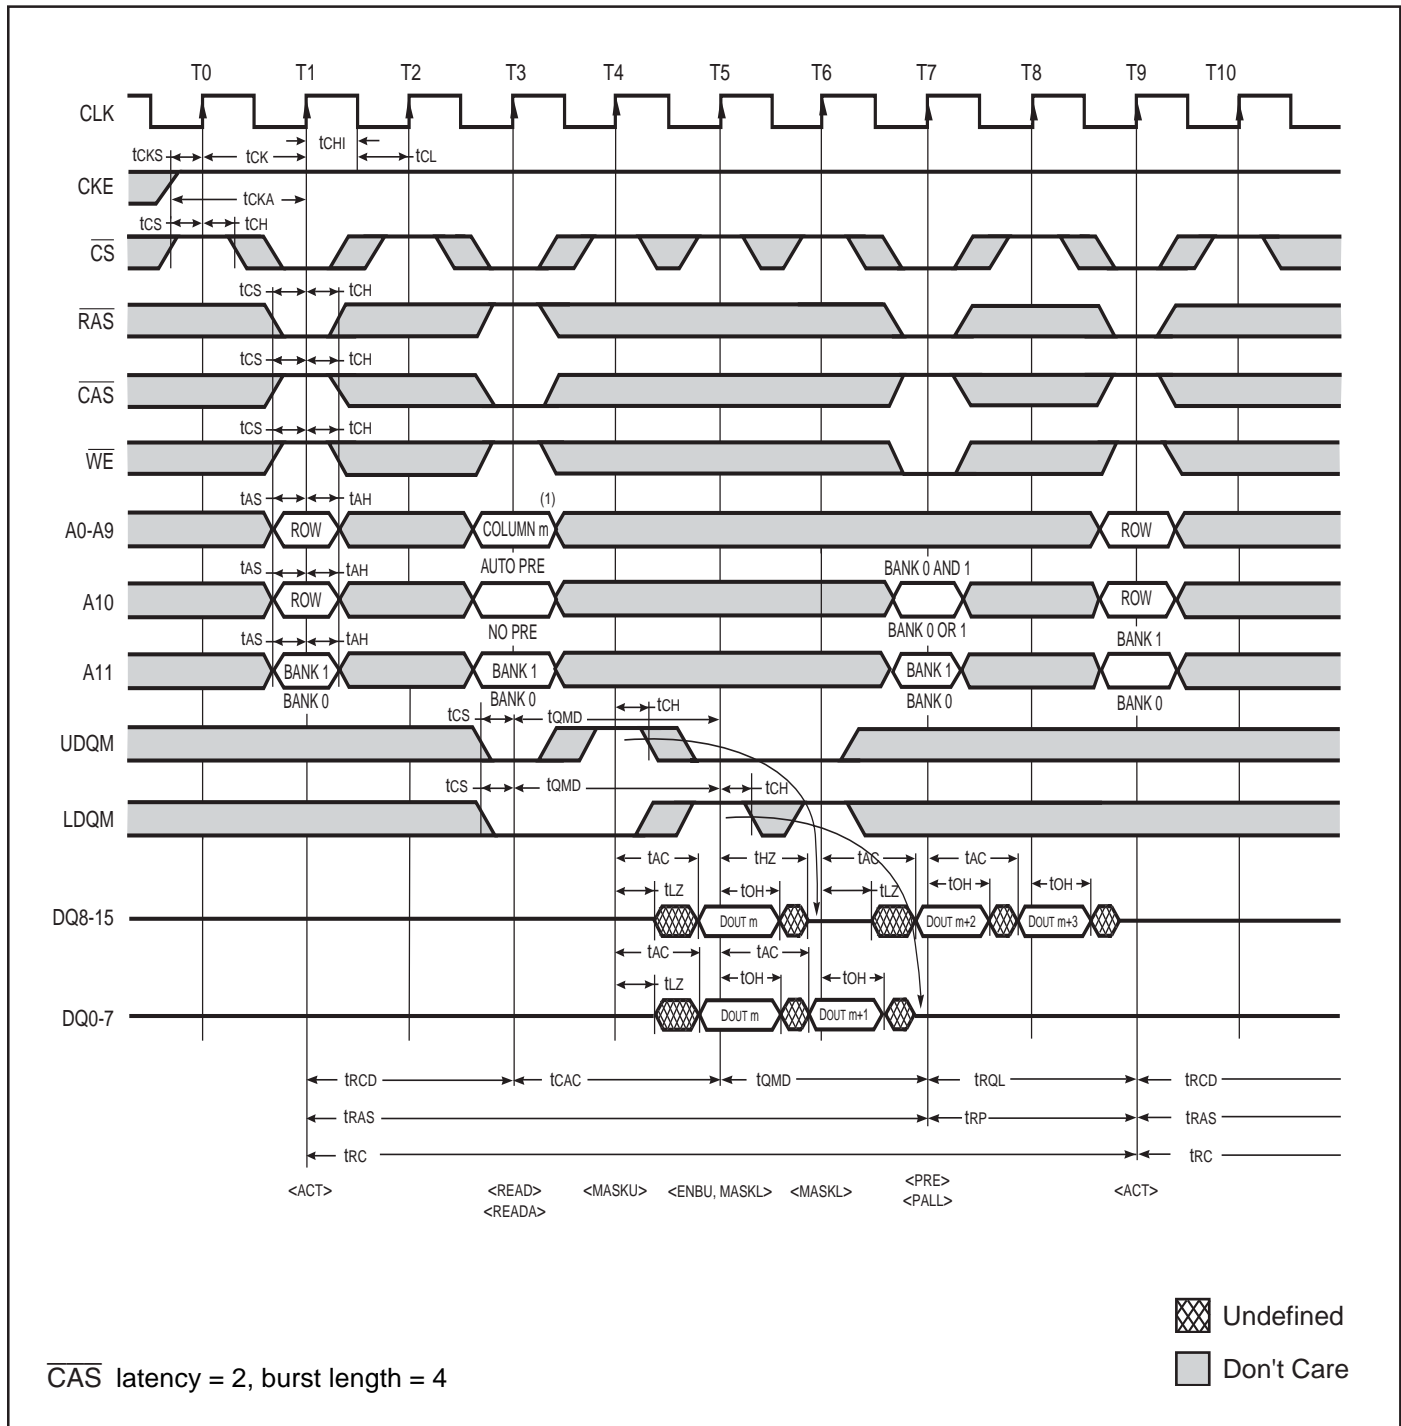 T0 T1 T2 T3 T4 T5 T6 T7 T8 T9 T10
CLK
tCHI
tCKS tCK tCL
CKE
tCKA
tCS tCH
CS
tCS tCH
RAS
tCS tCH
CAS
tCS tCH
WE
tAS tAH (1)
A0-A9 ROW COLUMN m ROW
tAS tAH AUTO PRE BANK 0 AND 1
A10 ROW ROW
tAS tAH NO PRE BANK 0 OR 1 BANK 1
A11 BANK 1 BANK 1 BANK 1
BANK 0 BANK 0 BANK 0 BANK 0
tCS tQMD tCH
UDQM
tCS tQMD tCH
LDQM
tAC tHZ tAC tAC
tLZ tOH tLZ tOH tOH
DQ8-15 DOUT m DOUT m+2 DOUT m+3
tAC tAC
tLZ tOH tOH
DQ0-7 DOUT m DOUT m+1
tRCD tCAC tQMD tRQL tRCD
tRAS tRP tRAS
tRC tRC
<ACT> <READ> <MASKU> <ENBU, MASKL> <MASKL> <PRE> <ACT>
<READA> <PALL>
Undefined
Don't Care
CAS latency = 2, burst length = 4